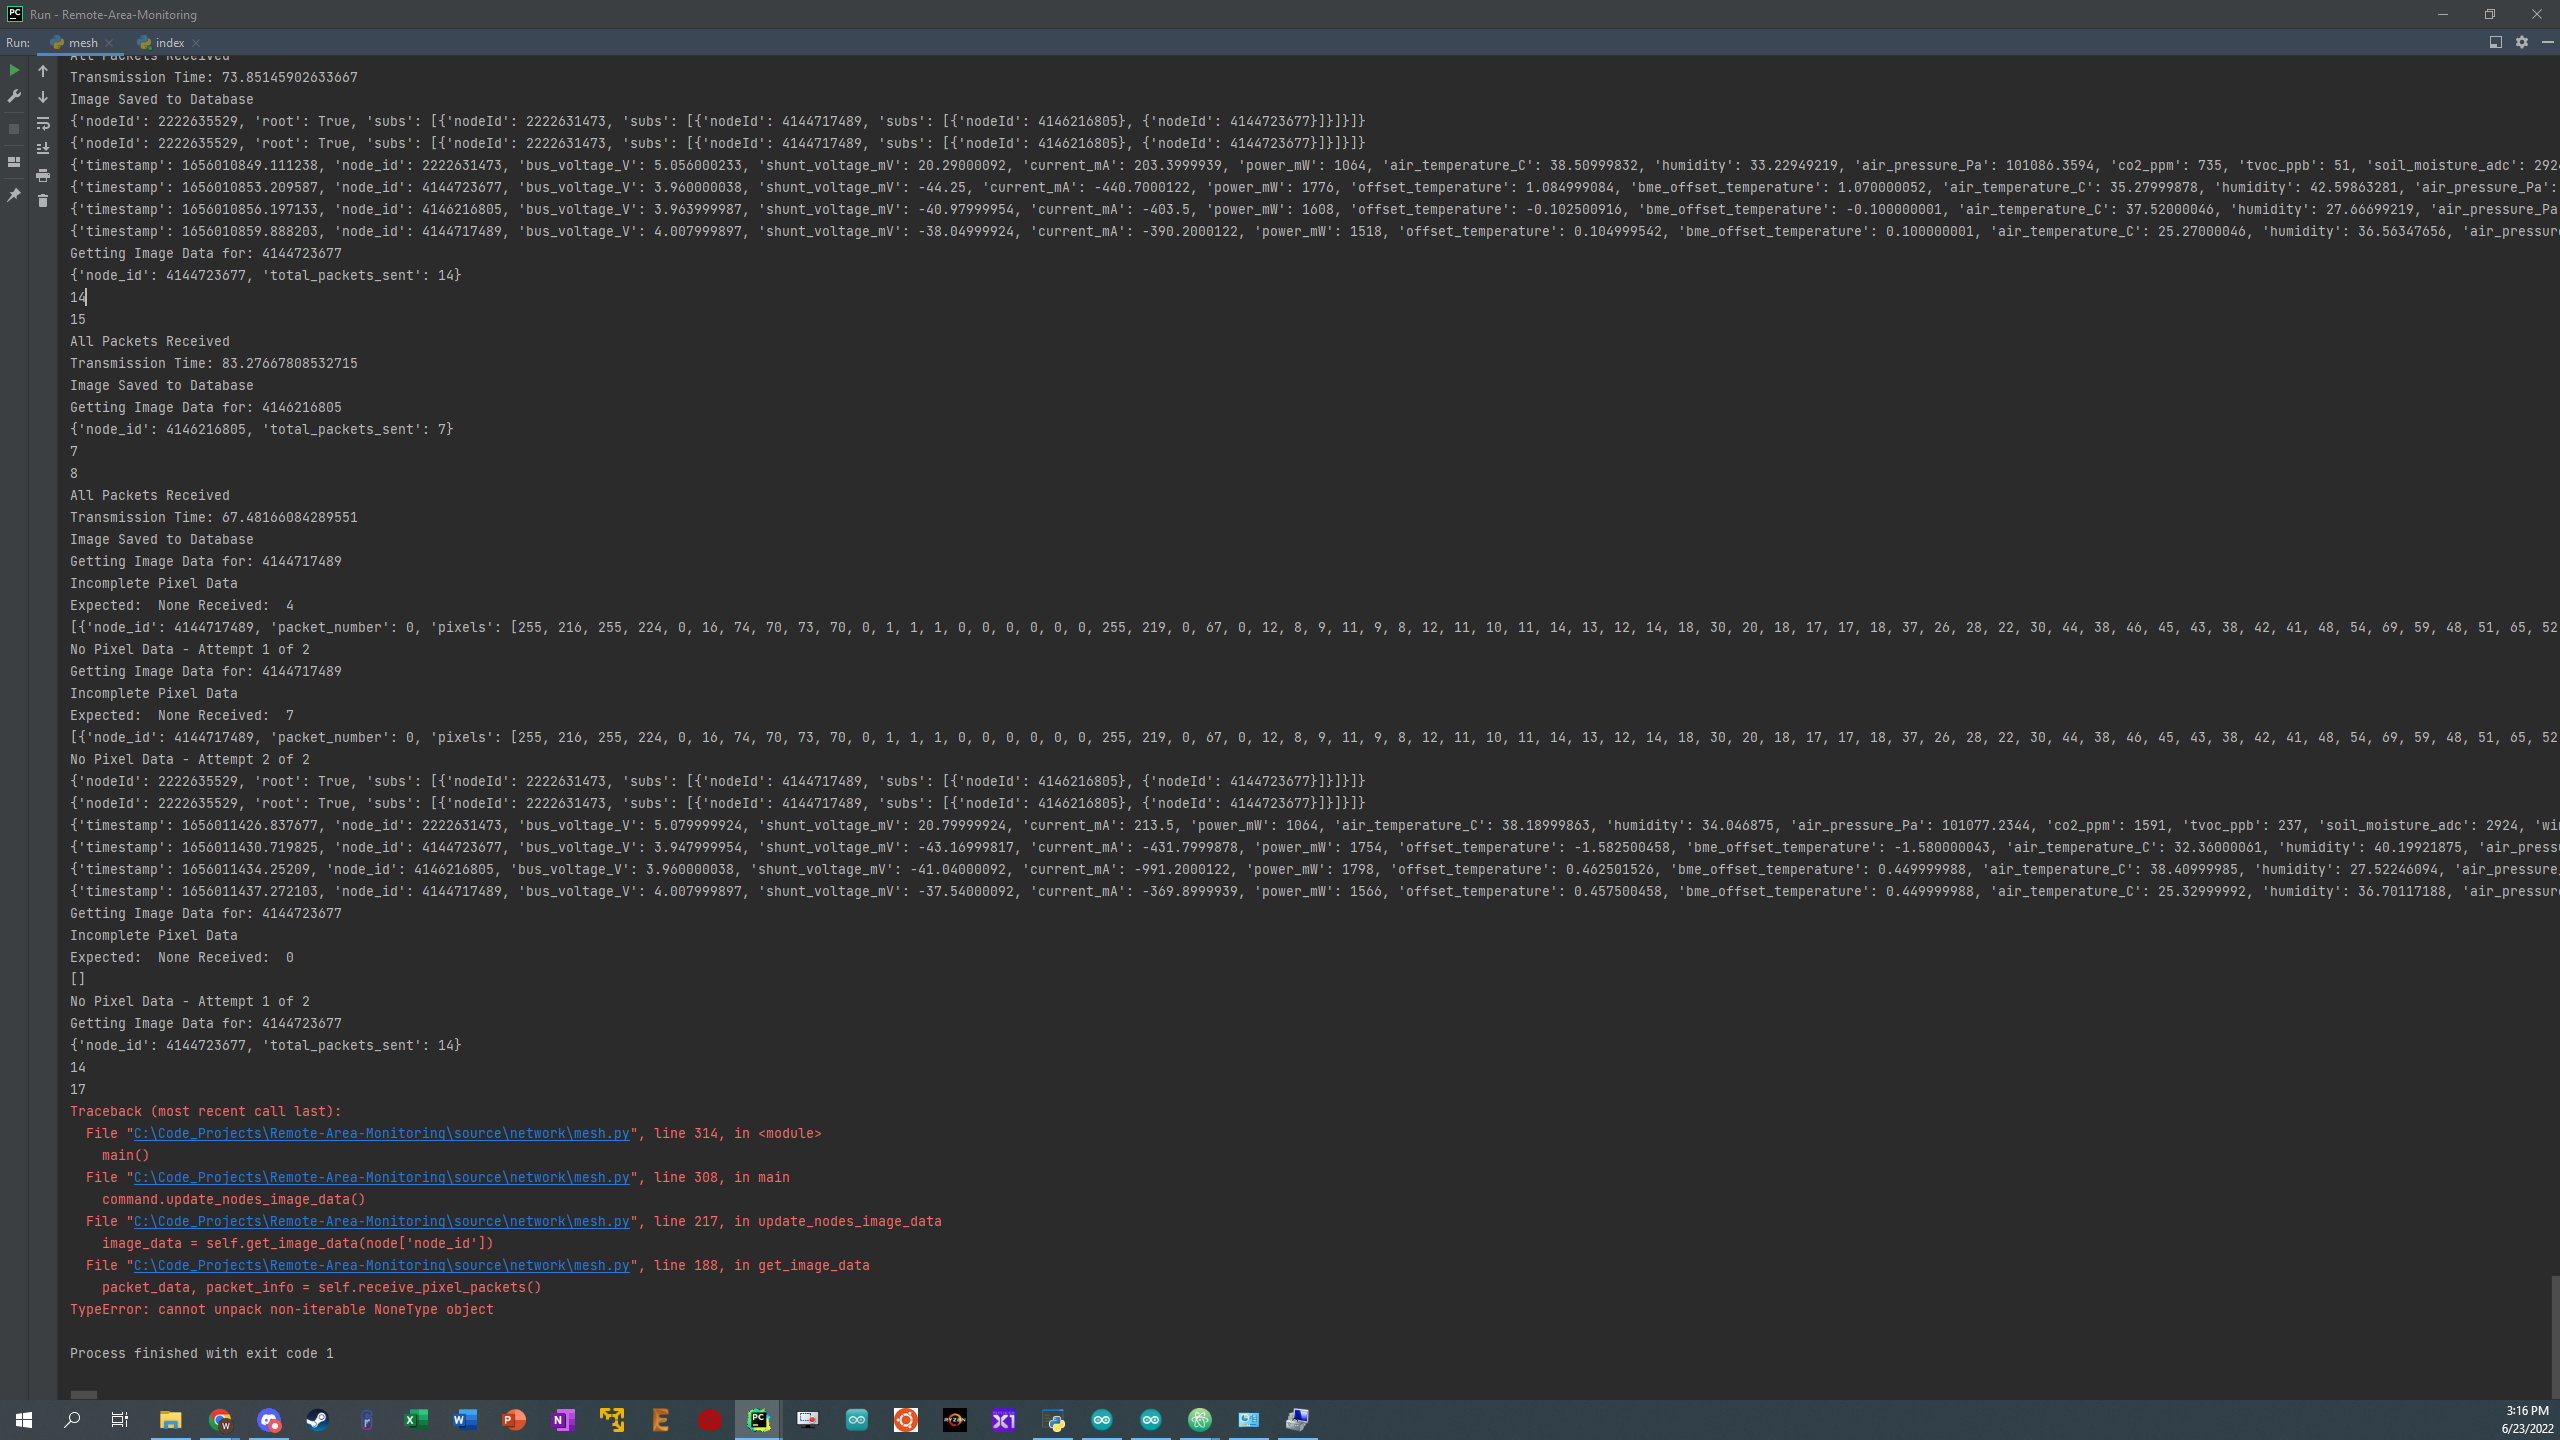 Run - Remote-Area-Monitoring
Run: mesh index
All Packets Received
Transmission Time: 73.85145902633667
Image Saved to Database
{'nodeId': 2222635529, 'root': True, 'subs': [{'nodeId': 2222631473, 'subs': [{'nodeId': 4144717489, 'subs': [{'nodeId': 4146216805}, {'nodeId': 4144723677}]}]}]}
{'nodeId': 2222635529, 'root': True, 'subs': [{'nodeId': 2222631473, 'subs': [{'nodeId': 4144717489, 'subs': [{'nodeId': 4146216805}, {'nodeId': 4144723677}]}]}]}
{'timestamp': 1656010849.111238, 'node_id': 2222631473, 'bus_voltage_V': 5.056000233, 'shunt_voltage_mV': 20.29000092, 'current_mA': 203.3999939, 'power_mW': 1064, 'air_temperature_C': 38.50999832, 'humidity': 33.22949219, 'air_pressure_Pa': 101086.3594, 'co2_ppm': 735, 'tvoc_ppb': 51, 'soil_moisture_adc': 2924
{'timestamp': 1656010853.209587, 'node_id': 4144723677, 'bus_voltage_V': 3.960000038, 'shunt_voltage_mV': -44.25, 'current_mA': -440.7000122, 'power_mW': 1776, 'offset_temperature': 1.084999084, 'bme_offset_temperature': 1.070000052, 'air_temperature_C': 35.27999878, 'humidity': 42.59863281, 'air_pressure_Pa':
{'timestamp': 1656010856.197133, 'node_id': 4146216805, 'bus_voltage_V': 3.963999987, 'shunt_voltage_mV': -40.97999954, 'current_mA': -403.5, 'power_mW': 1608, 'offset_temperature': -0.102500916, 'bme_offset_temperature': -0.100000001, 'air_temperature_C': 37.52000046, 'humidity': 27.66699219, 'air_pressure_Pa
{'timestamp': 1656010859.888203, 'node_id': 4144717489, 'bus_voltage_V': 4.007999897, 'shunt_voltage_mV': -38.04999924, 'current_mA': -390.2000122, 'power_mW': 1518, 'offset_temperature': 0.104999542, 'bme_offset_temperature': 0.100000001, 'air_temperature_C': 25.27000046, 'humidity': 36.56347656, 'air_pressure
Getting Image Data for: 4144723677
{'node_id': 4144723677, 'total_packets_sent': 14}
14
15
All Packets Received
Transmission Time: 83.27667808532715
Image Saved to Database
Getting Image Data for: 4146216805
{'node_id': 4146216805, 'total_packets_sent': 7}
7
8
All Packets Received
Transmission Time: 67.48166084289551
Image Saved to Database
Getting Image Data for: 4144717489
Incomplete Pixel Data
Expected:  None Received:  4
[{'node_id': 4144717489, 'packet_number': 0, 'pixels': [255, 216, 255, 224, 0, 16, 74, 70, 73, 70, 0, 1, 1, 1, 0, 0, 0, 0, 0, 0, 255, 219, 0, 67, 0, 12, 8, 9, 11, 9, 8, 12, 11, 10, 11, 14, 13, 12, 14, 18, 30, 20, 18, 17, 17, 18, 37, 26, 28, 22, 30, 44, 38, 46, 45, 43, 38, 42, 41, 48, 54, 69, 59, 48, 51, 65, 52
No Pixel Data - Attempt 1 of 2
Getting Image Data for: 4144717489
Incomplete Pixel Data
Expected:  None Received:  7
[{'node_id': 4144717489, 'packet_number': 0, 'pixels': [255, 216, 255, 224, 0, 16, 74, 70, 73, 70, 0, 1, 1, 1, 0, 0, 0, 0, 0, 0, 255, 219, 0, 67, 0, 12, 8, 9, 11, 9, 8, 12, 11, 10, 11, 14, 13, 12, 14, 18, 30, 20, 18, 17, 17, 18, 37, 26, 28, 22, 30, 44, 38, 46, 45, 43, 38, 42, 41, 48, 54, 69, 59, 48, 51, 65, 52
No Pixel Data - Attempt 2 of 2
{'nodeId': 2222635529, 'root': True, 'subs': [{'nodeId': 2222631473, 'subs': [{'nodeId': 4144717489, 'subs': [{'nodeId': 4146216805}, {'nodeId': 4144723677}]}]}]}
{'nodeId': 2222635529, 'root': True, 'subs': [{'nodeId': 2222631473, 'subs': [{'nodeId': 4144717489, 'subs': [{'nodeId': 4146216805}, {'nodeId': 4144723677}]}]}]}
{'timestamp': 1656011426.837677, 'node_id': 2222631473, 'bus_voltage_V': 5.079999924, 'shunt_voltage_mV': 20.79999924, 'current_mA': 213.5, 'power_mW': 1064, 'air_temperature_C': 38.18999863, 'humidity': 34.046875, 'air_pressure_Pa': 101077.2344, 'co2_ppm': 1591, 'tvoc_ppb': 237, 'soil_moisture_adc': 2924, 'wi
{'timestamp': 1656011430.719825, 'node_id': 4144723677, 'bus_voltage_V': 3.947999954, 'shunt_voltage_mV': -43.16999817, 'current_mA': -431.7999878, 'power_mW': 1754, 'offset_temperature': -1.582500458, 'bme_offset_temperature': -1.580000043, 'air_temperature_C': 32.36000061, 'humidity': 40.19921875, 'air_press
{'timestamp': 1656011434.25209, 'node_id': 4146216805, 'bus_voltage_V': 3.960000038, 'shunt_voltage_mV': -41.04000092, 'current_mA': -991.2000122, 'power_mW': 1798, 'offset_temperature': 0.462501526, 'bme_offset_temperature': 0.449999988, 'air_temperature_C': 38.40999985, 'humidity': 27.52246094, 'air_pressure
{'timestamp': 1656011437.272103, 'node_id': 4144717489, 'bus_voltage_V': 4.007999897, 'shunt_voltage_mV': -37.54000092, 'current_mA': -369.8999939, 'power_mW': 1566, 'offset_temperature': 0.457500458, 'bme_offset_temperature': 0.449999988, 'air_temperature_C': 25.32999992, 'humidity': 36.70117188, 'air_pressur
Getting Image Data for: 4144723677
Incomplete Pixel Data
Expected:  None Received:  0
[]
No Pixel Data - Attempt 1 of 2
Getting Image Data for: 4144723677
{'node_id': 4144723677, 'total_packets_sent': 14}
14
17
Traceback (most recent call last):
  File "C:\Code_Projects\Remote-Area-Monitoring\source\network\mesh.py", line 314, in <module>
    main()
  File "C:\Code_Projects\Remote-Area-Monitoring\source\network\mesh.py", line 308, in main
    command.update_nodes_image_data()
  File "C:\Code_Projects\Remote-Area-Monitoring\source\network\mesh.py", line 217, in update_nodes_image_data
    image_data = self.get_image_data(node['node_id'])
  File "C:\Code_Projects\Remote-Area-Monitoring\source\network\mesh.py", line 188, in get_image_data
    packet_data, packet_info = self.receive_pixel_packets()
TypeError: cannot unpack non-iterable NoneType object
Process finished with exit code 1
3:16 PM
6/23/2022